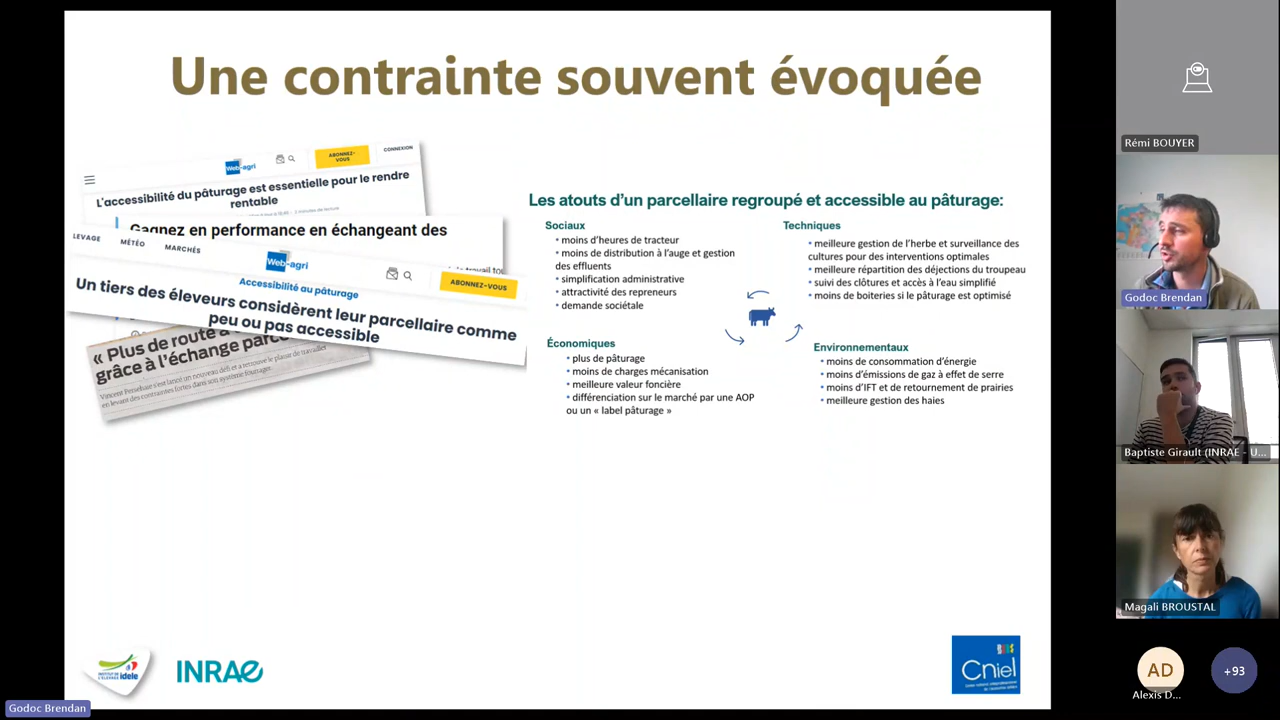 Une contrainte souvent évoquée
Web-agri
ABONNEZ-
VOUS
CONNEXION
L'accessibilité du pâturage est essentielle pour le rendre
rentable
Gagnez en performance en échangeant des
LEVAGE MÉTÉO MARCHÉS
Web-agri
ABONNEZ-VOUS
Accessibilité au pâturage
Un tiers des éleveurs considèrent leur parcellaire comme
peu ou pas accessible
« Plus de route à
grâce à l'échange parc
Les atouts d'un parcellaire regroupé et accessible au pâturage:
Sociaux
• moins d'heures de tracteur
• moins de distribution à l'auge et gestion
des effluents
• simplification administrative
• attractivité des repreneurs
• demande sociétale
Techniques
• meilleure gestion de l'herbe et surveillance des
cultures pour des interventions optimales
• meilleure répartition des déjections du troupeau
• suivi des clôtures et accès à l'eau simplifié
• moins de boiteries si le pâturage est optimisé
Économiques
• plus de pâturage
• moins de charges mécanisation
• meilleure valeur foncière
• différenciation sur le marché par une AOP
ou un « label pâturage »
Environnementaux
• moins de consommation d'énergie
• moins d'émissions de gaz à effet de serre
• moins d'IFT et de retournement de prairies
• meilleure gestion des haies
INSTITUT DE
L'ÉLEVAGE idele
INRAE
Cniel
Godoc Brendan
Rémi BOUYER
Godoc Brendan
Baptiste Girault (INRAE - U...
Magali BROUSTAL
AD
Alexis D...
+93